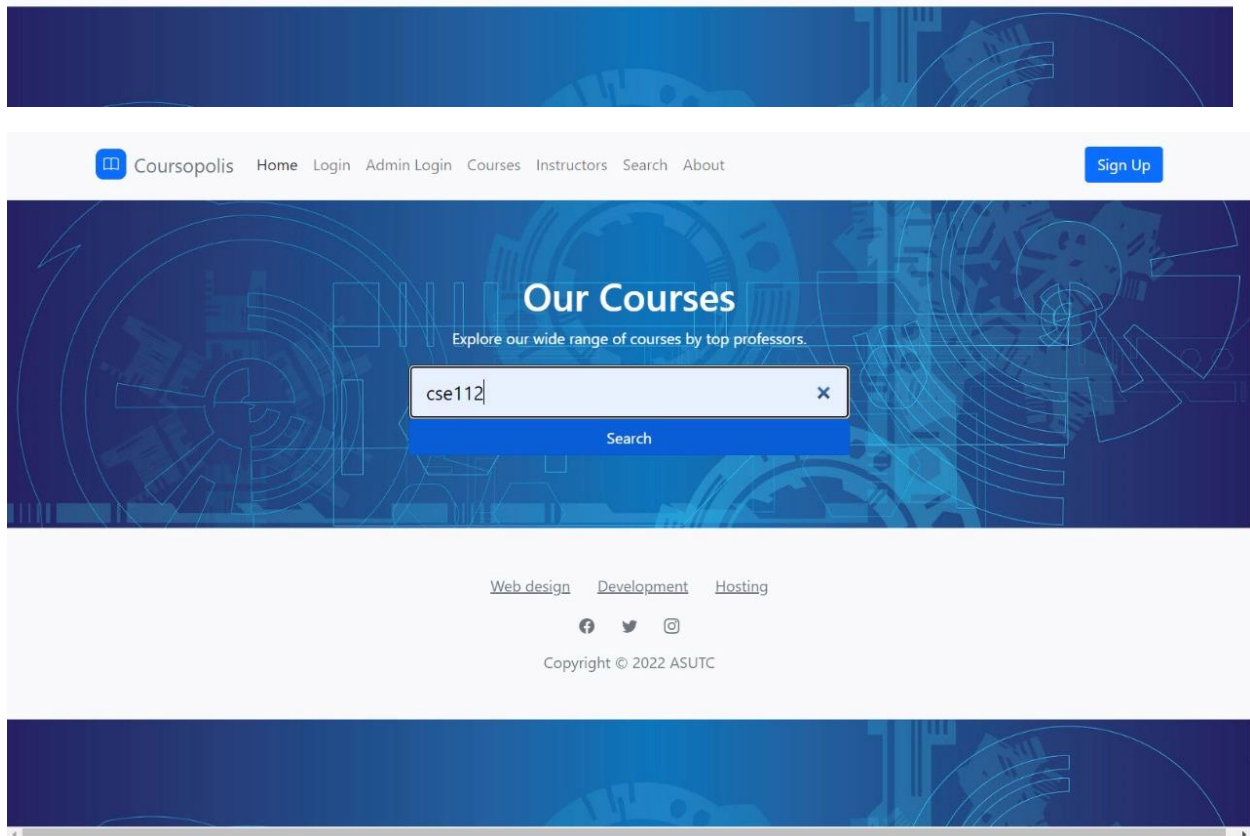 Coursopolis Home Login Admin Login Courses Instructors Search About Sign Up
Our Courses
Explore our wide range of courses by top professors.
cse112
Search
Web design Development Hosting
Copyright © 2022 ASUTC